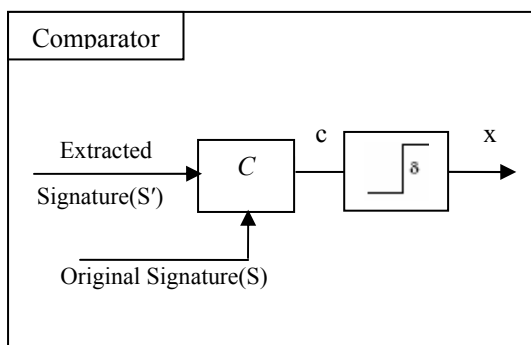 Comparator
c
x
Extracted
C
δ
Signature(S′)
Original Signature(S)